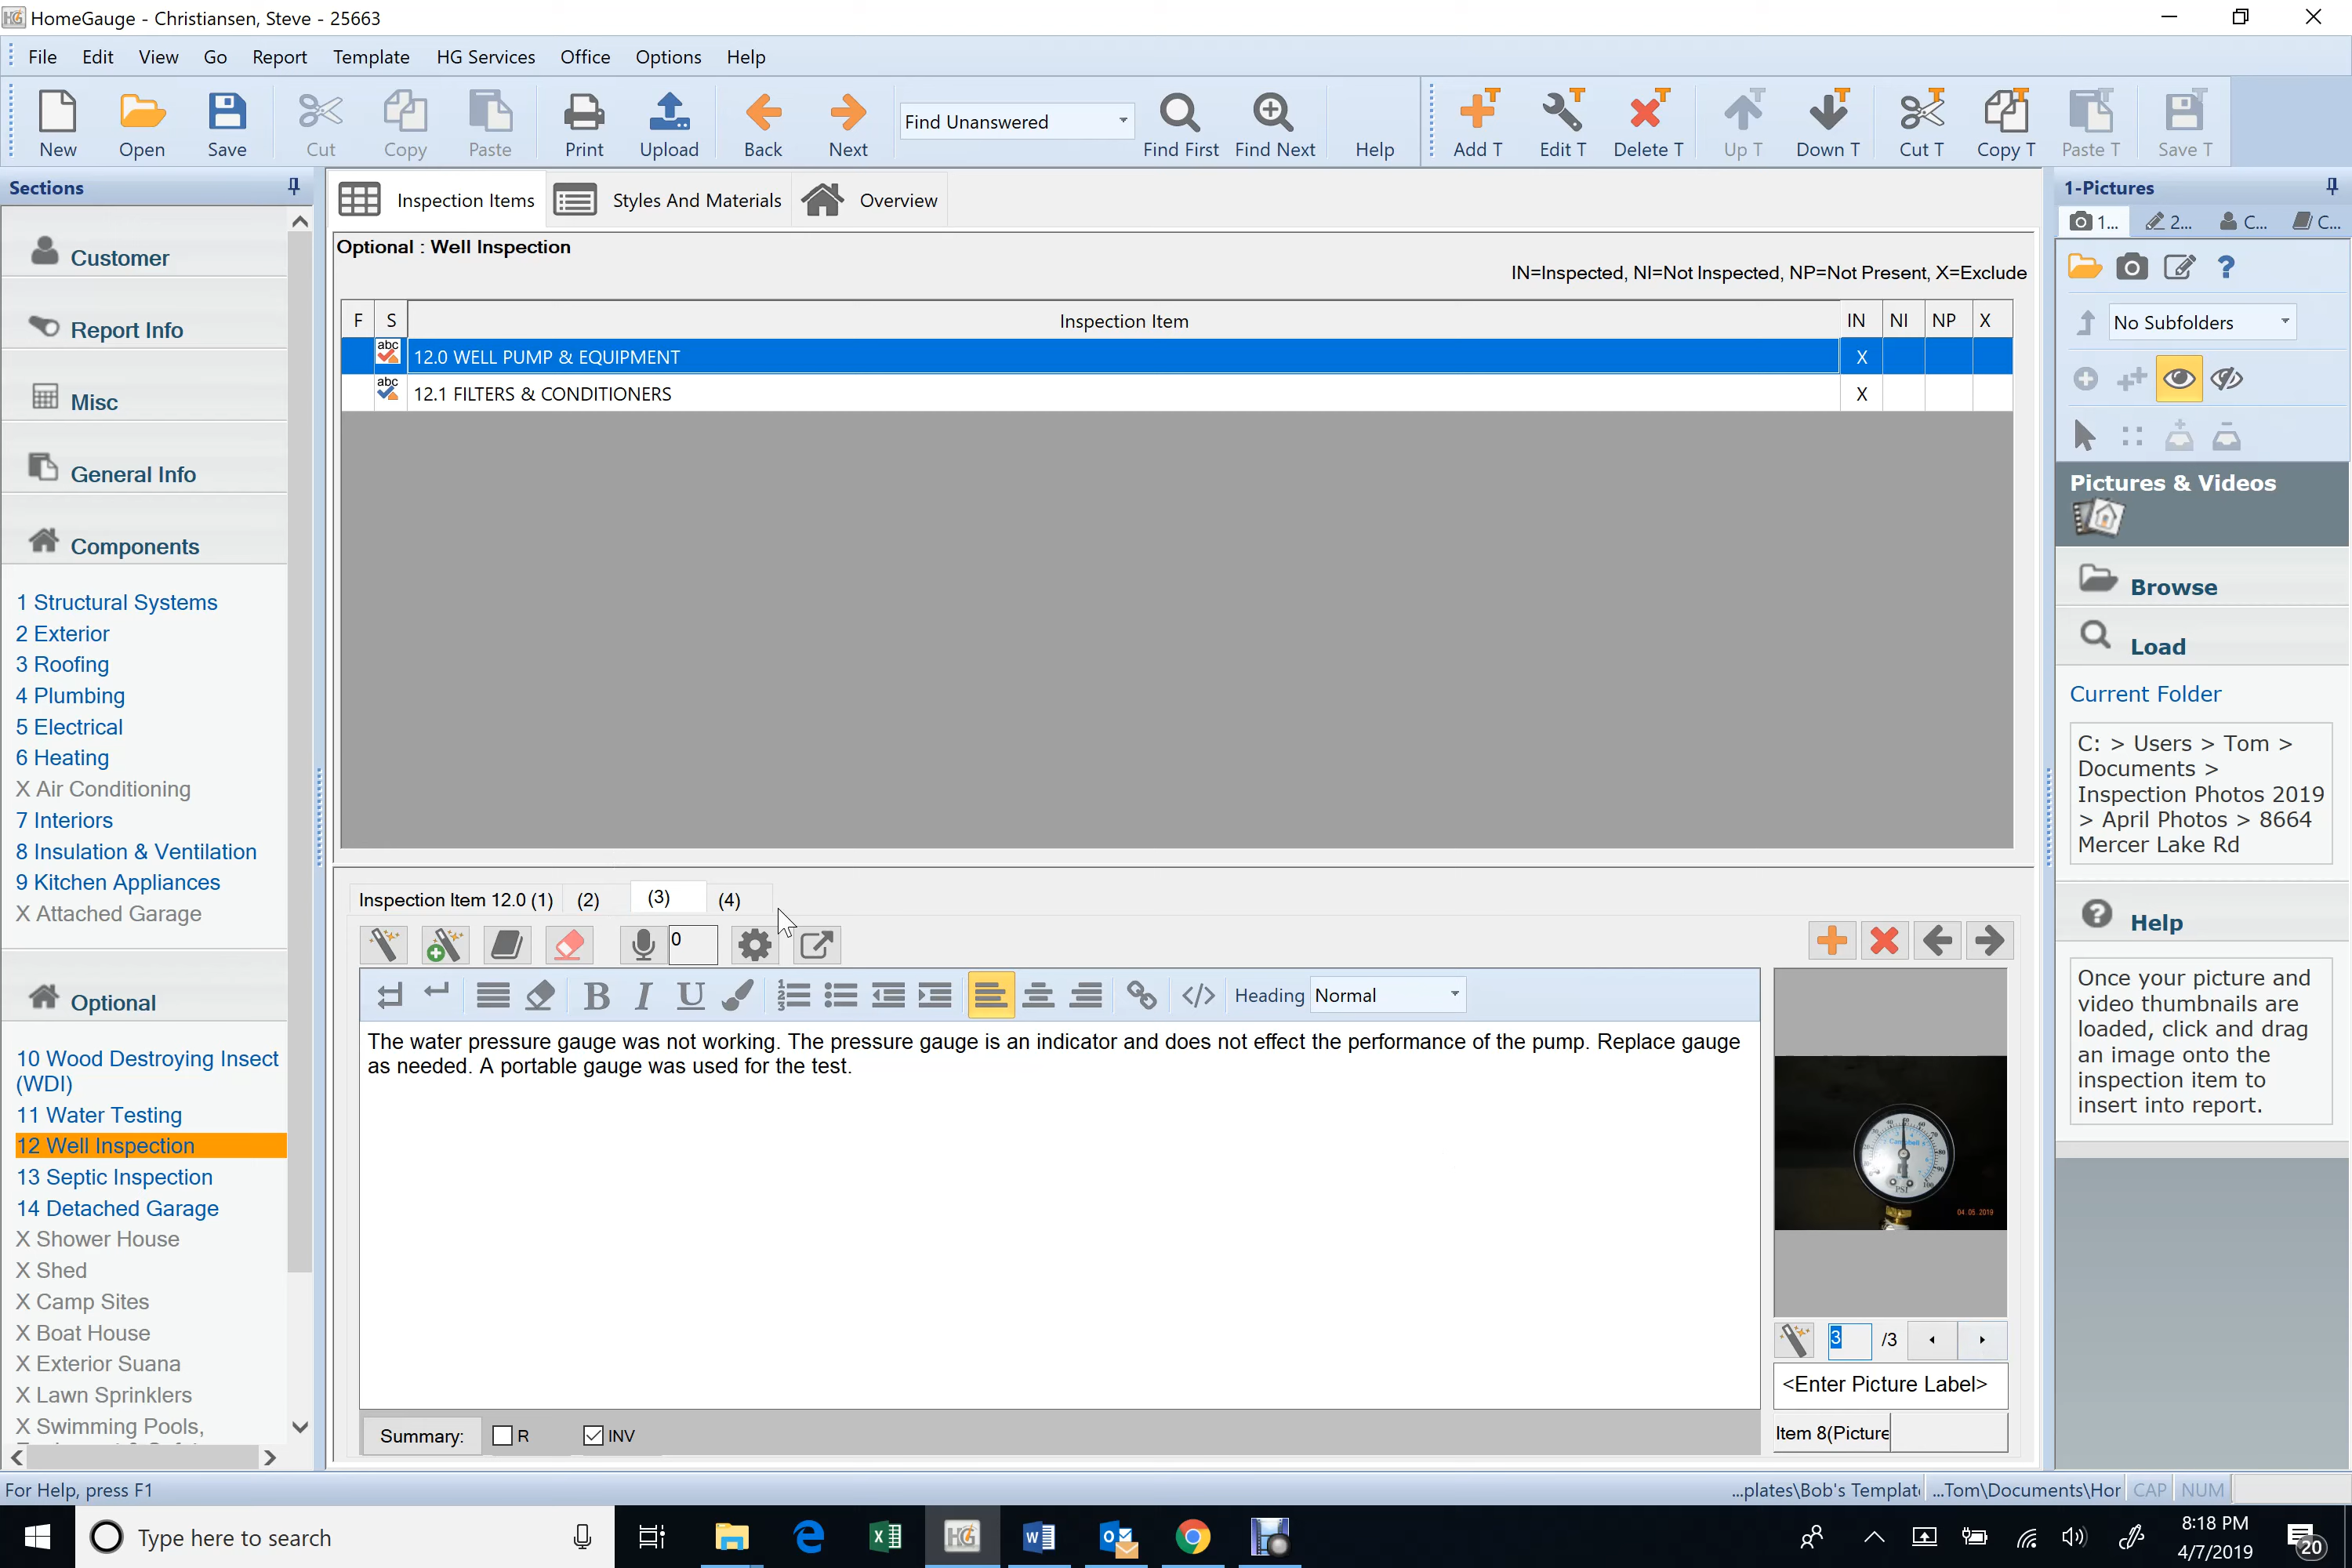 HomeGauge - Christiansen, Steve - 25663
File Edit View Go Report Template HG Services Office Options Help
New Open Save Cut Copy Paste Print Upload Back Next Find Unanswered Find First Find Next Help Add T Edit T Delete T Up T Down T Cut T Copy T Paste T Save T
Sections
Customer
Report Info
Misc
General Info
Components
1 Structural Systems
2 Exterior
3 Roofing
4 Plumbing
5 Electrical
6 Heating
X Air Conditioning
7 Interiors
8 Insulation & Ventilation
9 Kitchen Appliances
X Attached Garage
Optional
10 Wood Destroying Insect
(WDI)
11 Water Testing
12 Well Inspection
13 Septic Inspection
14 Detached Garage
X Shower House
X Shed
X Camp Sites
X Boat House
X Exterior Suana
X Lawn Sprinklers
X Swimming Pools,
Inspection Items Styles And Materials Overview
Optional : Well Inspection
IN=Inspected, NI=Not Inspected, NP=Not Present, X=Exclude
F S Inspection Item IN NI NP X
abc 12.0 WELL PUMP & EQUIPMENT X
abc 12.1 FILTERS & CONDITIONERS X
Inspection Item 12.0 (1) (2) (3) (4)
0
B I U Heading Normal
The water pressure gauge was not working. The pressure gauge is an indicator and does not effect the performance of the pump. Replace gauge
as needed. A portable gauge was used for the test.
PSI
04 05 2019
3 /3
<Enter Picture Label>
Item 8(Picture
Summary: R INV
1-Pictures
1... 2... C... C...
No Subfolders
Pictures & Videos
Browse
Load
Current Folder
C: > Users > Tom >
Documents >
Inspection Photos 2019
> April Photos > 8664
Mercer Lake Rd
Help
Once your picture and
video thumbnails are
loaded, click and drag
an image onto the
inspection item to
insert into report.
For Help, press F1
...plates\Bob's Templat ...Tom\Documents\Hor CAP NUM
Type here to search
8:18 PM
4/7/2019
20